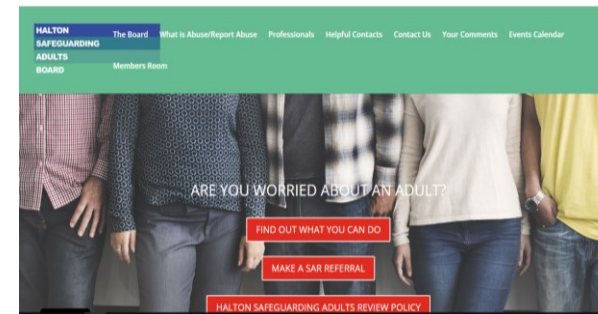 HALTON
SAFEGUARDING
ADULTS
BOARD
The Board What is Abuse/Report Abuse Professionals Helpful Contacts Contact Us Your Comments Events Calendar
Members Room
ARE YOU WORRIED ABOUT AN ADULT?
FIND OUT WHAT YOU CAN DO
MAKE A SAR REFERRAL
HALTON SAFEGUARDING ADULTS REVIEW POLICY